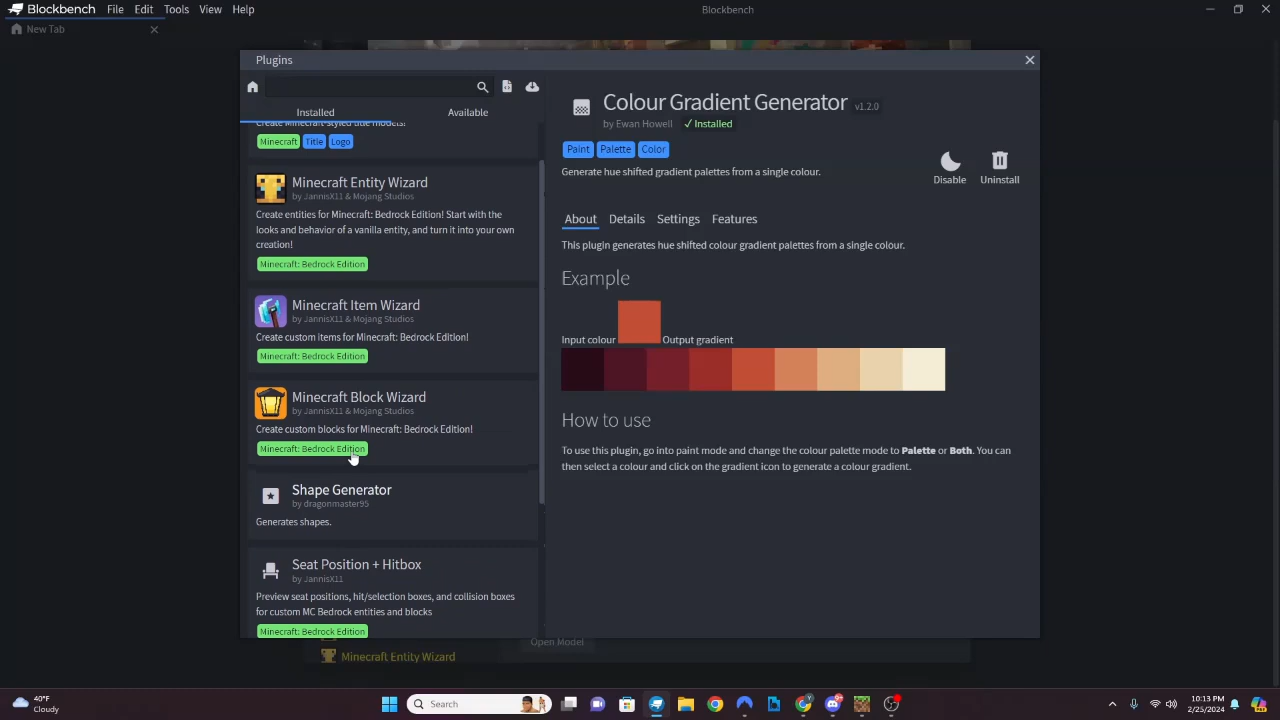 Blockbench File Edit Tools View Help
Blockbench
New Tab
Plugins
Installed Available
Create Minecraft-styled title models!
Minecraft Title Logo
Minecraft Entity Wizard
by JannisX11 & Mojang Studios
Create entities for Minecraft: Bedrock Edition! Start with the
looks and behavior of a vanilla entity, and turn it into your own
creation!
Minecraft: Bedrock Edition
Minecraft Item Wizard
by JannisX11 & Mojang Studios
Create custom items for Minecraft: Bedrock Edition!
Minecraft: Bedrock Edition
Minecraft Block Wizard
by JannisX11 & Mojang Studios
Create custom blocks for Minecraft: Bedrock Edition!
Minecraft: Bedrock Edition
Shape Generator
by dragonmaster95
Generates shapes.
Seat Position + Hitbox
by JannisX11
Preview seat positions, hit/selection boxes, and collision boxes
for custom MC Bedrock entities and blocks
Minecraft: Bedrock Edition
Colour Gradient Generator v1.2.0
by Ewan Howell ✓ Installed
Paint Palette Color
Generate hue shifted gradient palettes from a single colour.
Disable Uninstall
About Details Settings Features
This plugin generates hue shifted colour gradient palettes from a single colour.
Example
Input colour Output gradient
How to use
To use this plugin, go into paint mode and change the colour palette mode to Palette or Both. You can
then select a colour and click on the gradient icon to generate a colour gradient.
Open Model
Minecraft Entity Wizard
40°F
Cloudy
Search
10:13 PM
2/25/2024